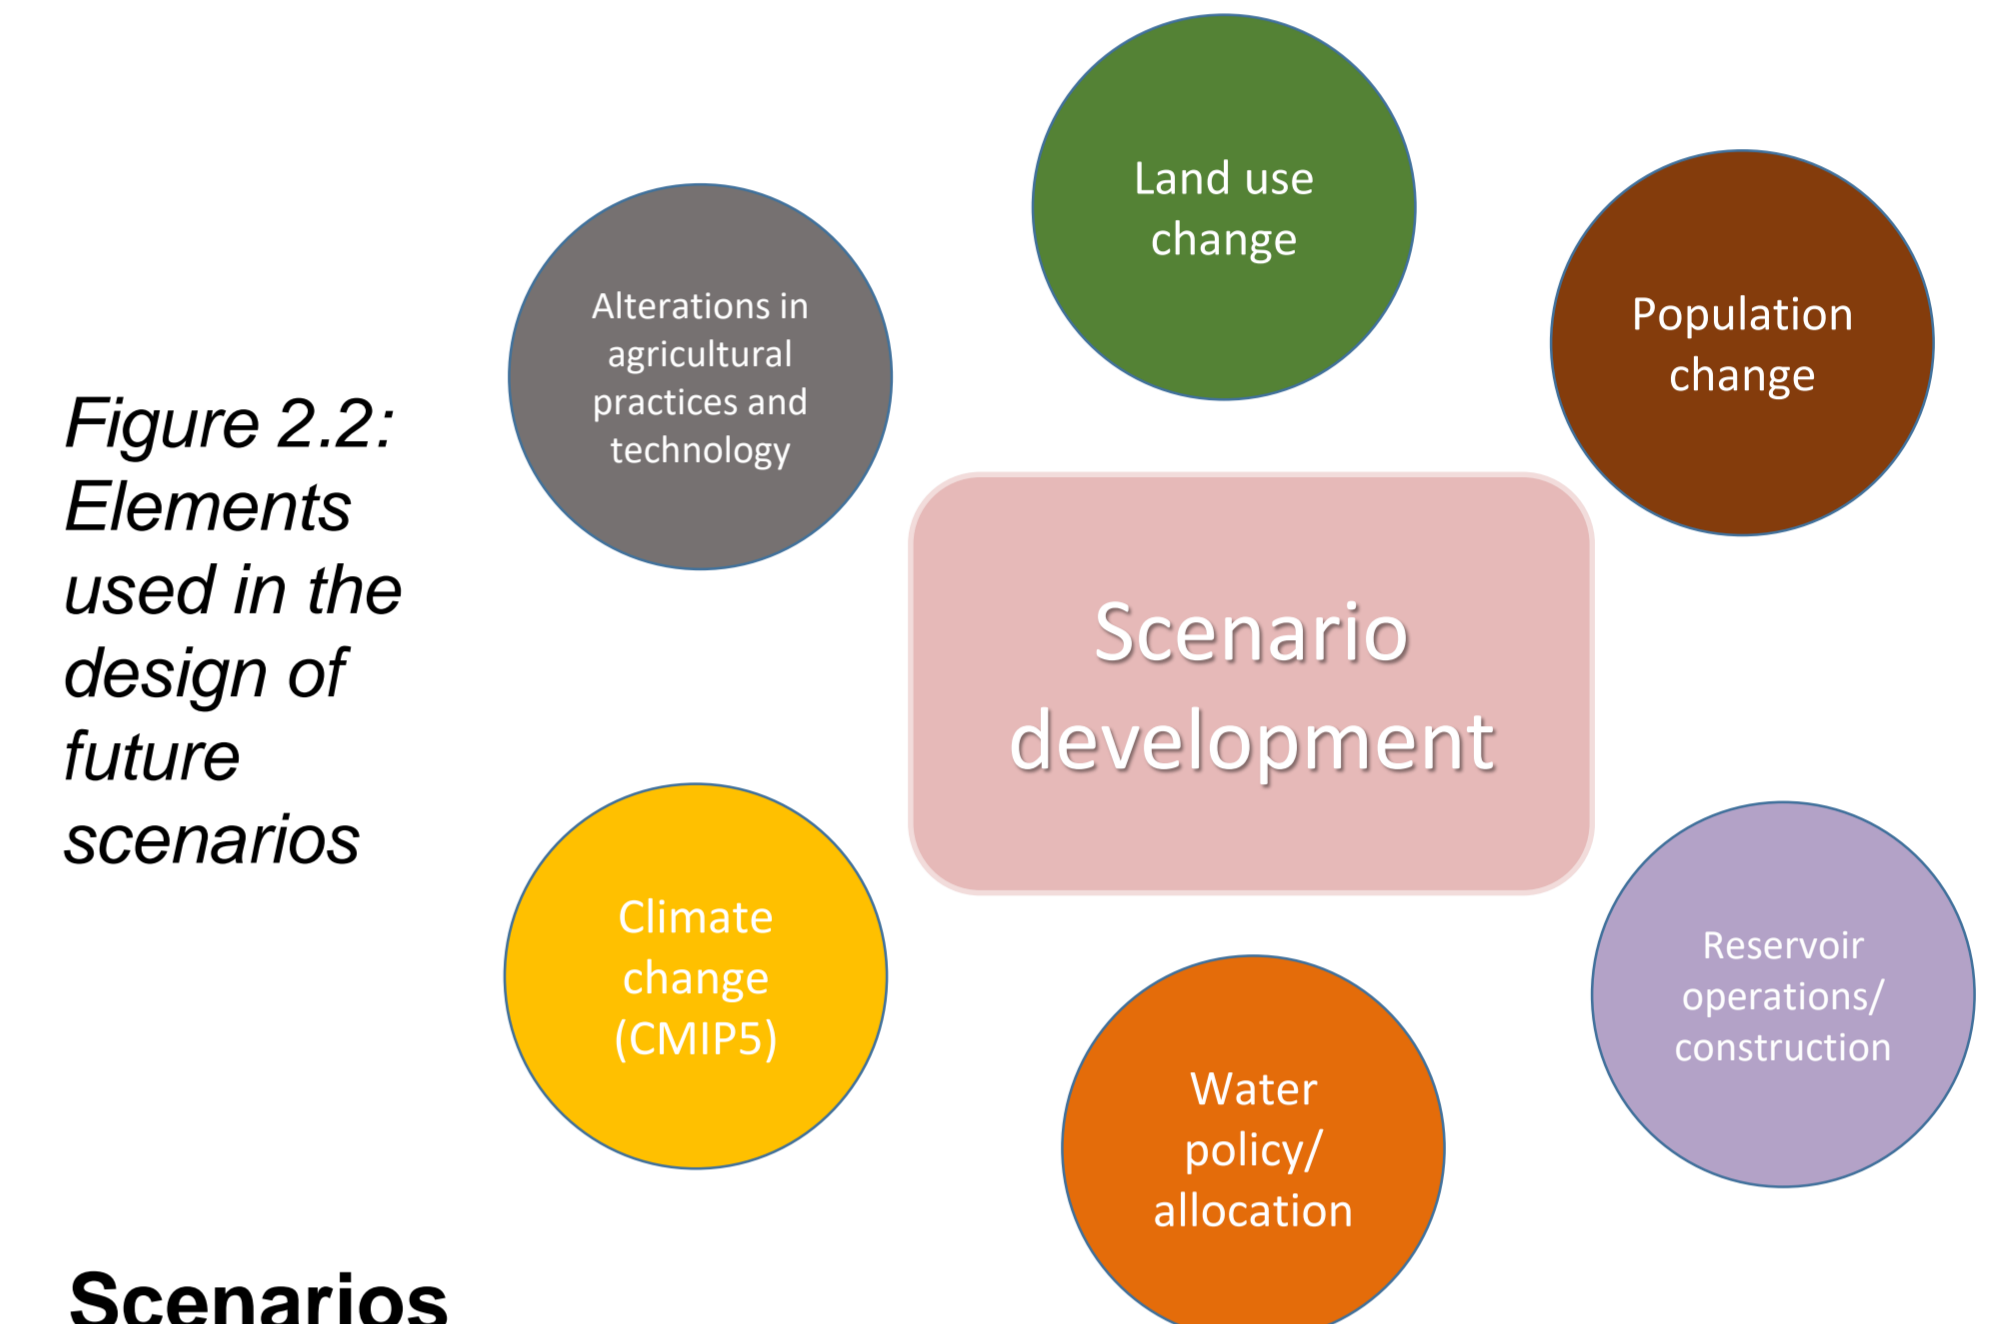 Figure 2.2:
Elements
used in the
design of
future
scenarios
Land use
change
Population
change
Alterations in
agricultural
practices and
technology
Scenario
development
Climate
change
(CMIP5)
Reservoir
operations/
construction
Water
policy/
allocation
Scenarios